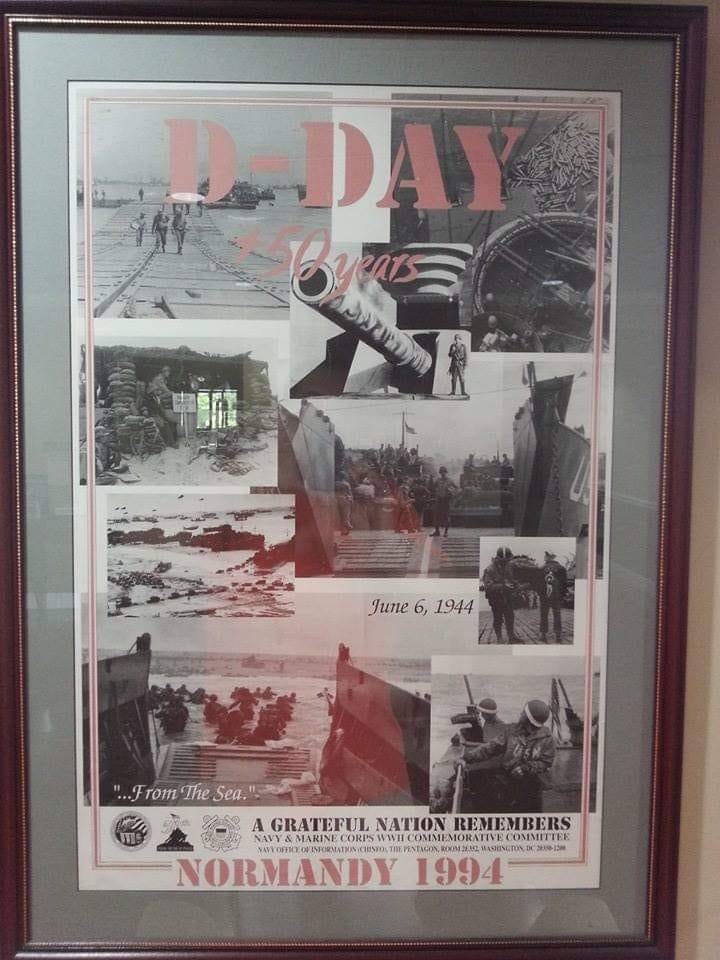 D-DAY
+50 years
June 6, 1944
"...From The Sea."
A GRATEFUL NATION REMEMBERS
NAVY & MARINE CORPS WWII COMMEMORATIVE COMMITTEE
NAVY OFFICE OF INFORMATION (CHINFO), THE PENTAGON, ROOM 2E352, WASHINGTON, DC 20350-1200
NORMANDY 1994